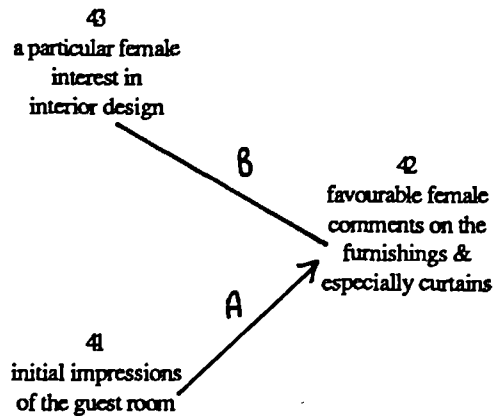 43
a particular female
interest in
interior design
B
42
favourable female
comments on the
furnishings &
especially curtains
A
41
initial impressions
of the guest room